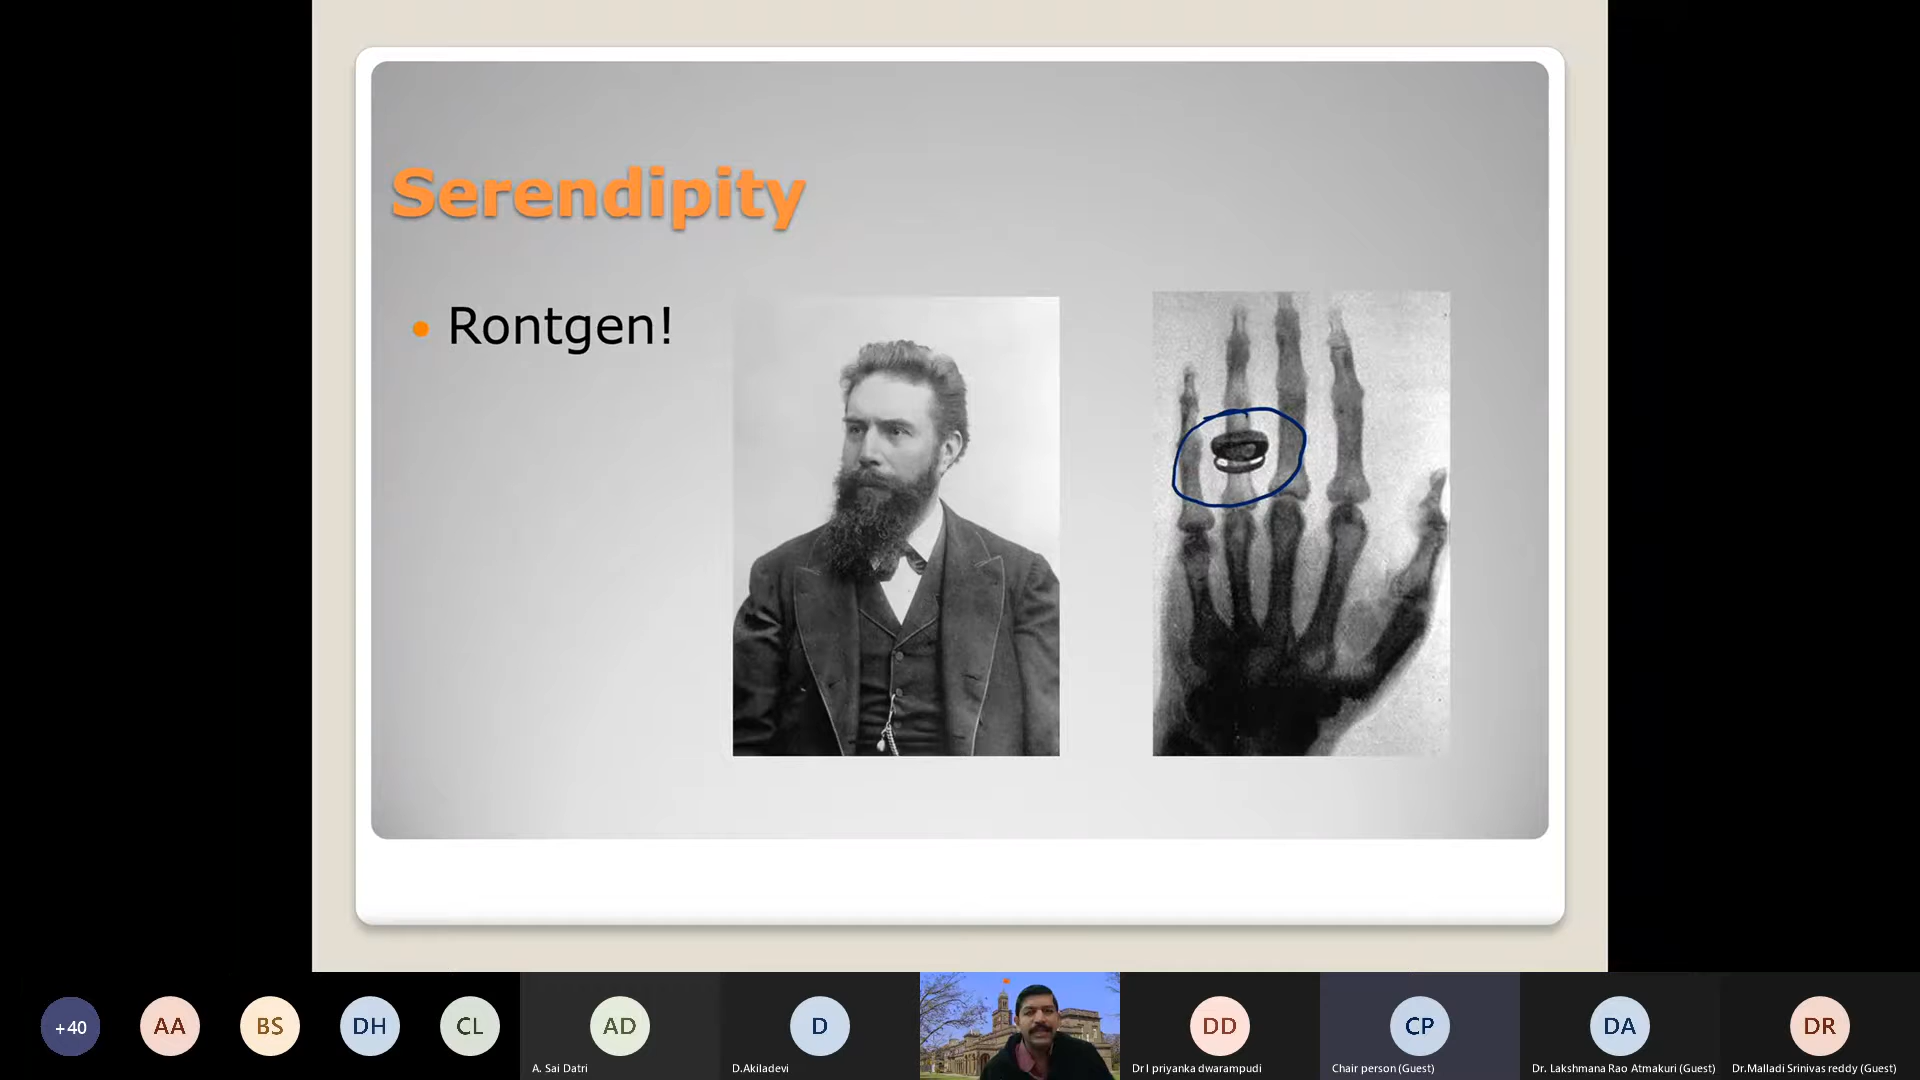 Serendipity
• Rontgen!
+40
AA
BS
DH
CL
AD
A. Sai Datri
D
D.Akiladevi
DD
Dr I priyanka dwarampudi
CP
Chair person (Guest)
DA
Dr. Lakshmana Rao Atmakuri (Guest)
DR
Dr.Malladi Srinivas reddy (Guest)